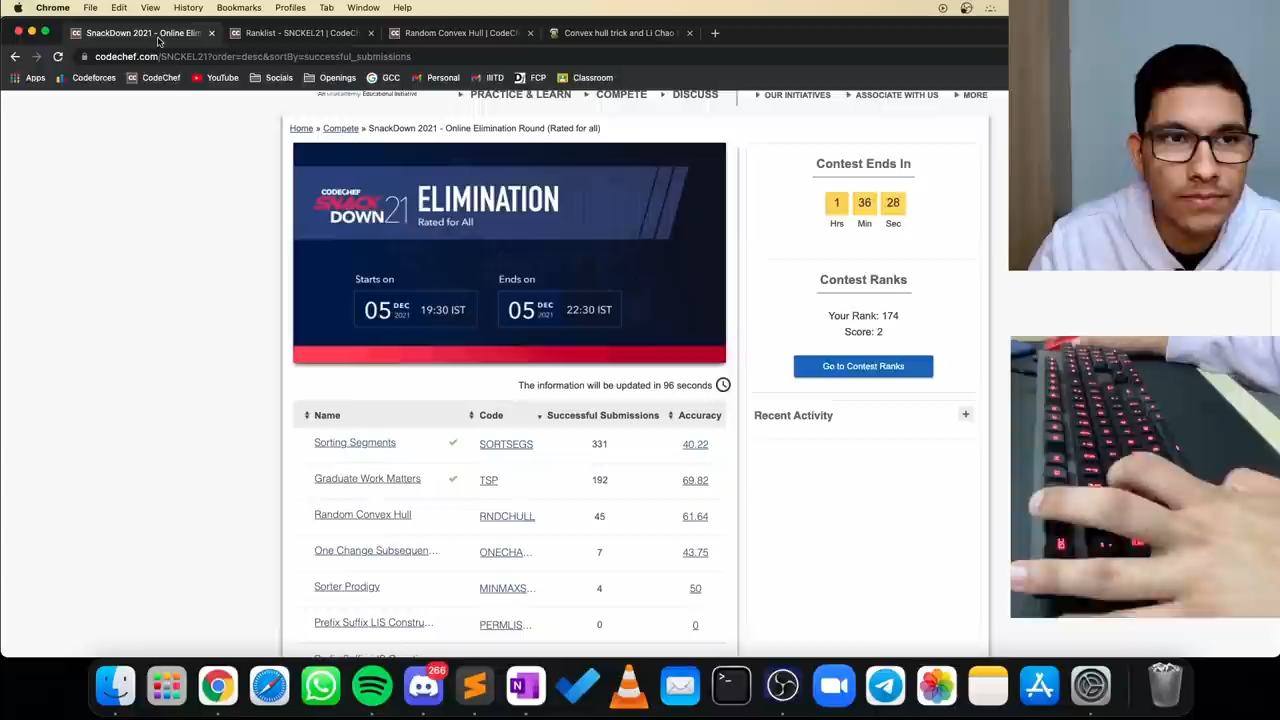 Chrome File Edit View History Bookmarks Profiles Tab Window Help
SnackDown 2021 - Online Elim Ranklist - SNCKEL21 | CodeCh Random Convex Hull | CodeC Convex hull trick and Li Chao
codechef.com/SNCKEL21?order=desc&sortBy=successful_submissions
Apps Codeforces CodeChef YouTube Socials Openings GCC Personal IIITD FCP Classroom
PRACTICE & LEARN COMPETE DISCUSS OUR INITIATIVES ASSOCIATE WITH US MORE
Home » Compete » SnackDown 2021 - Online Elimination Round (Rated for all)
CODECHEF
SNACK
DOWN 21
ELIMINATION
Rated for All
Starts on
05 DEC 2021 19:30 IST
Ends on
05 DEC 2021 22:30 IST
Contest Ends In
1 36 28
Hrs Min Sec
Contest Ranks
Your Rank: 174
Score: 2
Go to Contest Ranks
Recent Activity +
The information will be updated in 96 seconds
Name Code Successful Submissions Accuracy
Sorting Segments SORTSEGS 331 40.22
Graduate Work Matters TSP 192 69.82
Random Convex Hull RNDCHULL 45 61.64
One Change Subsequen... ONECHA... 7 43.75
Sorter Prodigy MINMAXS... 4 50
Prefix Suffix LIS Constru... PERMLIS... 0 0
266